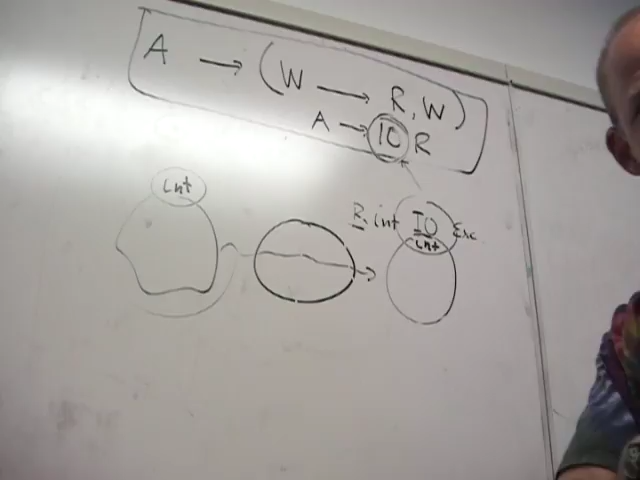 A → (W → R, W)
A → IO R
int
R int IO Exc
int